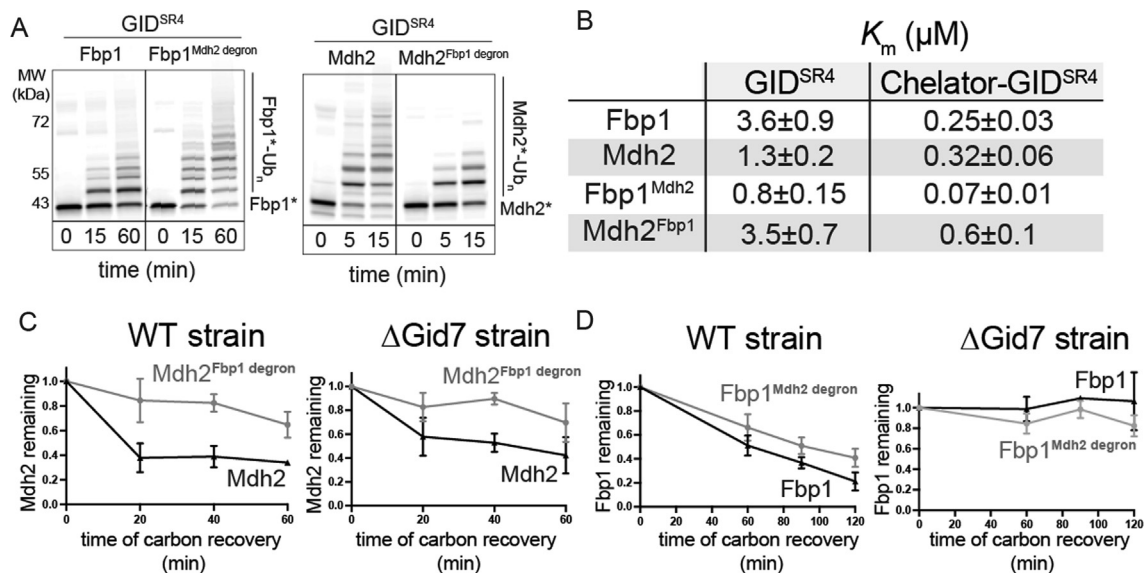 A
GID^SR4
Fbp1 Fbp1^Mdh2 degron
MW
(kDa)
72
55
43
Fbp1*-Ub_n
Fbp1*
0 15 60 0 15 60
time (min)
GID^SR4
Mdh2 Mdh2^Fbp1 degron
Mdh2*-Ub_n
Mdh2*
0 5 15 0 5 15
time (min)
B
K_m (µM)
GID^SR4 Chelator-GID^SR4
Fbp1 3.6±0.9 0.25±0.03
Mdh2 1.3±0.2 0.32±0.06
Fbp1^Mdh2 0.8±0.15 0.07±0.01
Mdh2^Fbp1 3.5±0.7 0.6±0.1
C
WT strain
Mdh2 remaining
1.0
0.8
0.6
0.4
0.2
0.0
Mdh2^Fbp1 degron
Mdh2
0 20 40 60
time of carbon recovery
(min)
ΔGid7 strain
Mdh2 remaining
1.0
0.8
0.6
0.4
0.2
0.0
Mdh2^Fbp1 degron
Mdh2
0 20 40 60
time of carbon recovery
(min)
D
WT strain
Fbp1 remaining
1.0
0.8
0.6
0.4
0.2
0.0
Fbp1^Mdh2 degron
Fbp1
0 20 40 60 80 100 120
time of carbon recovery
(min)
ΔGid7 strain
Fbp1 remaining
1.0
0.8
0.6
0.4
0.2
0.0
Fbp1
Fbp1^Mdh2 degron
0 20 40 60 80 100 120
time of carbon recovery
(min)